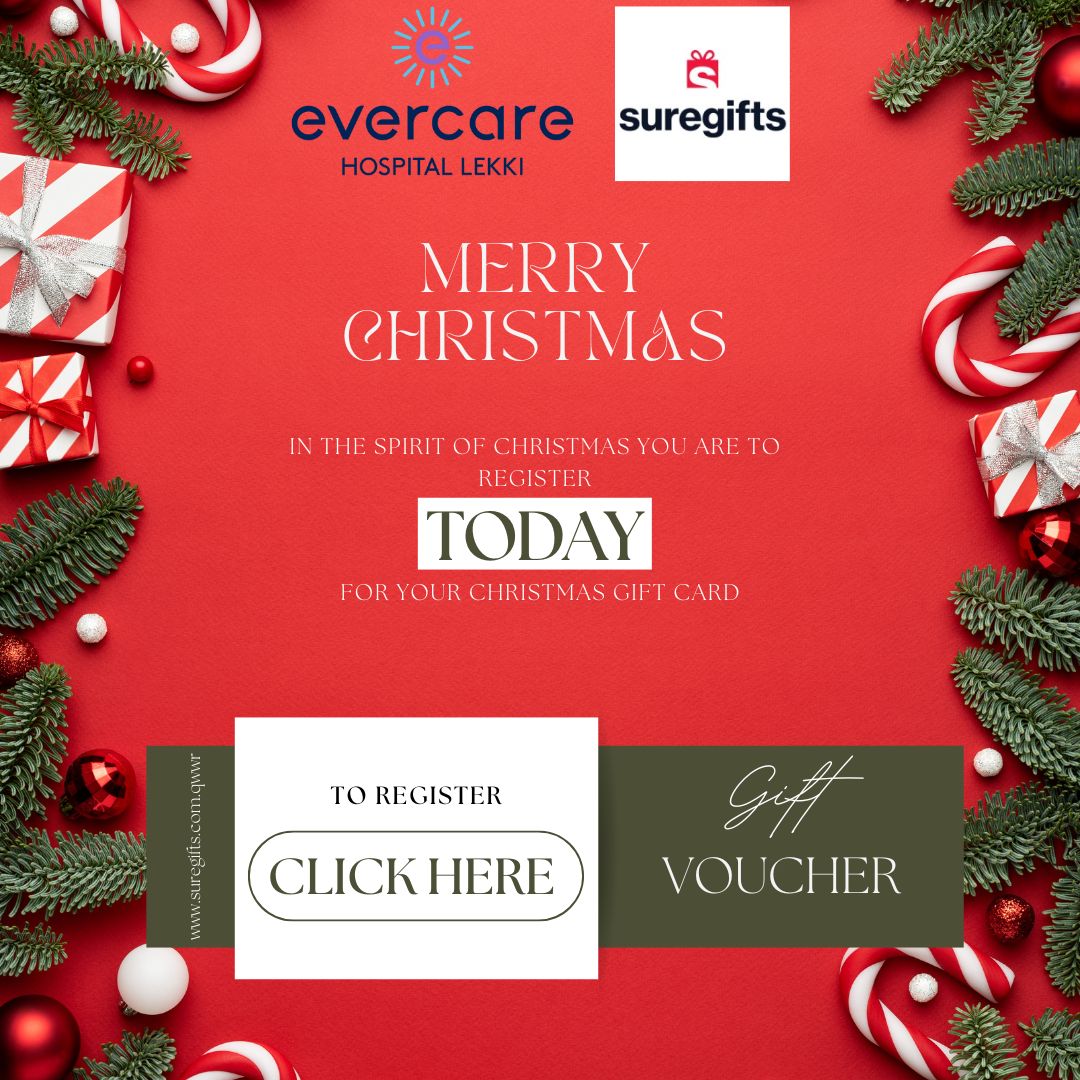 evercare
HOSPITAL LEKKI
suregifts
MERRY
CHRISTMAS
IN THE SPIRIT OF CHRISTMAS YOU ARE TO
REGISTER
TODAY
FOR YOUR CHRISTMAS GIFT CARD
www.suregifts.com.qwwr
TO REGISTER
CLICK HERE
Gift
VOUCHER